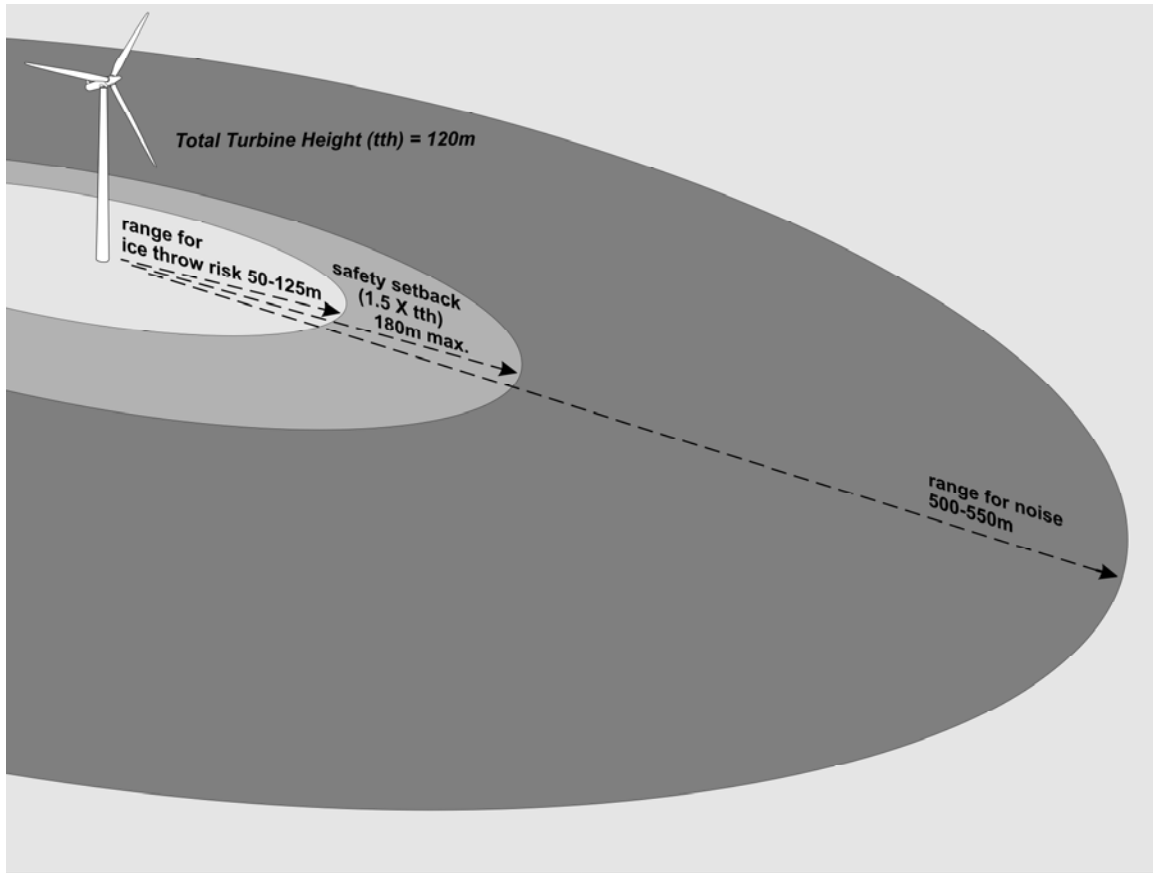 Total Turbine Height (tth) = 120m
range for
ice throw risk 50-125m
safety setback
(1.5 X tth)
180m max.
range for noise
500-550m